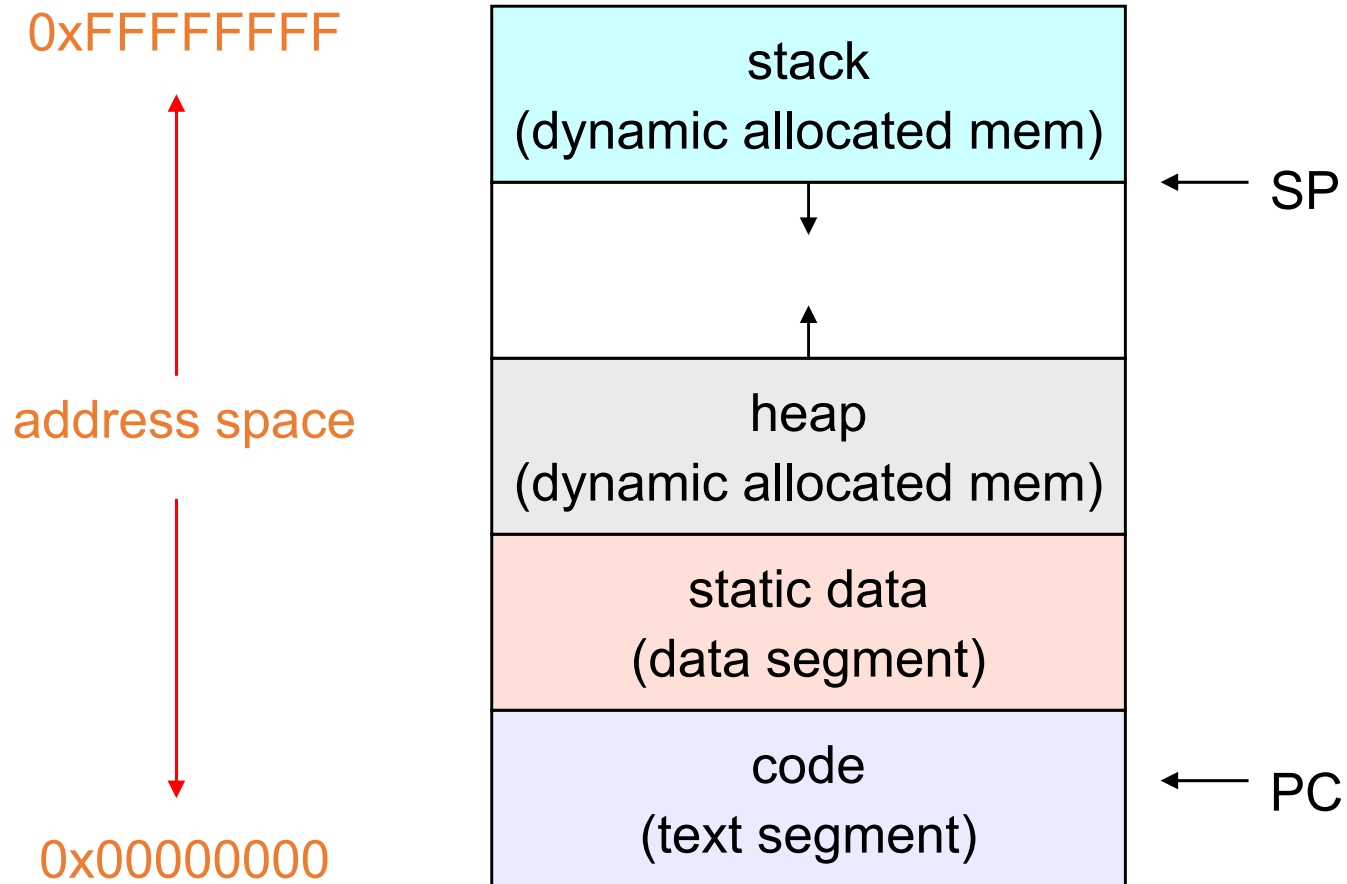 0xFFFFFFFF
stack
(dynamic allocated mem)
SP
address space
heap
(dynamic allocated mem)
static data
(data segment)
code
(text segment)
PC
0x00000000